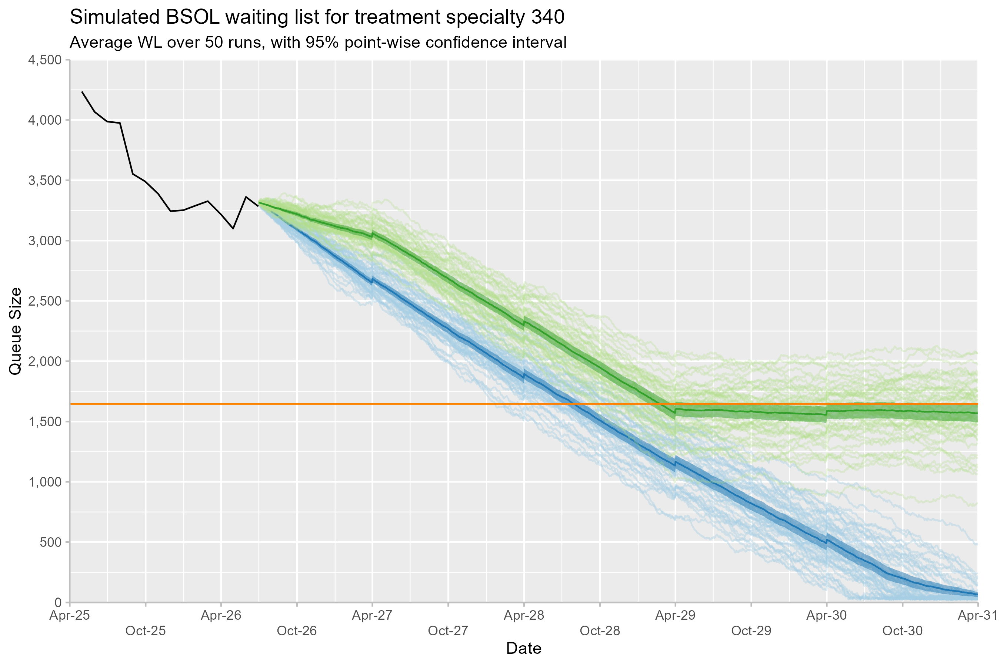 Simulated BSOL waiting list for treatment specialty 340
Average WL over 50 runs, with 95% point-wise confidence interval
Queue Size
4,500
4,000
3,500
3,000
2,500
2,000
1,500
1,000
500
0
Apr-25 Apr-26 Apr-27 Apr-28 Apr-29 Apr-30 Apr-31
Oct-25 Oct-26 Oct-27 Oct-28 Oct-29 Oct-30
Date